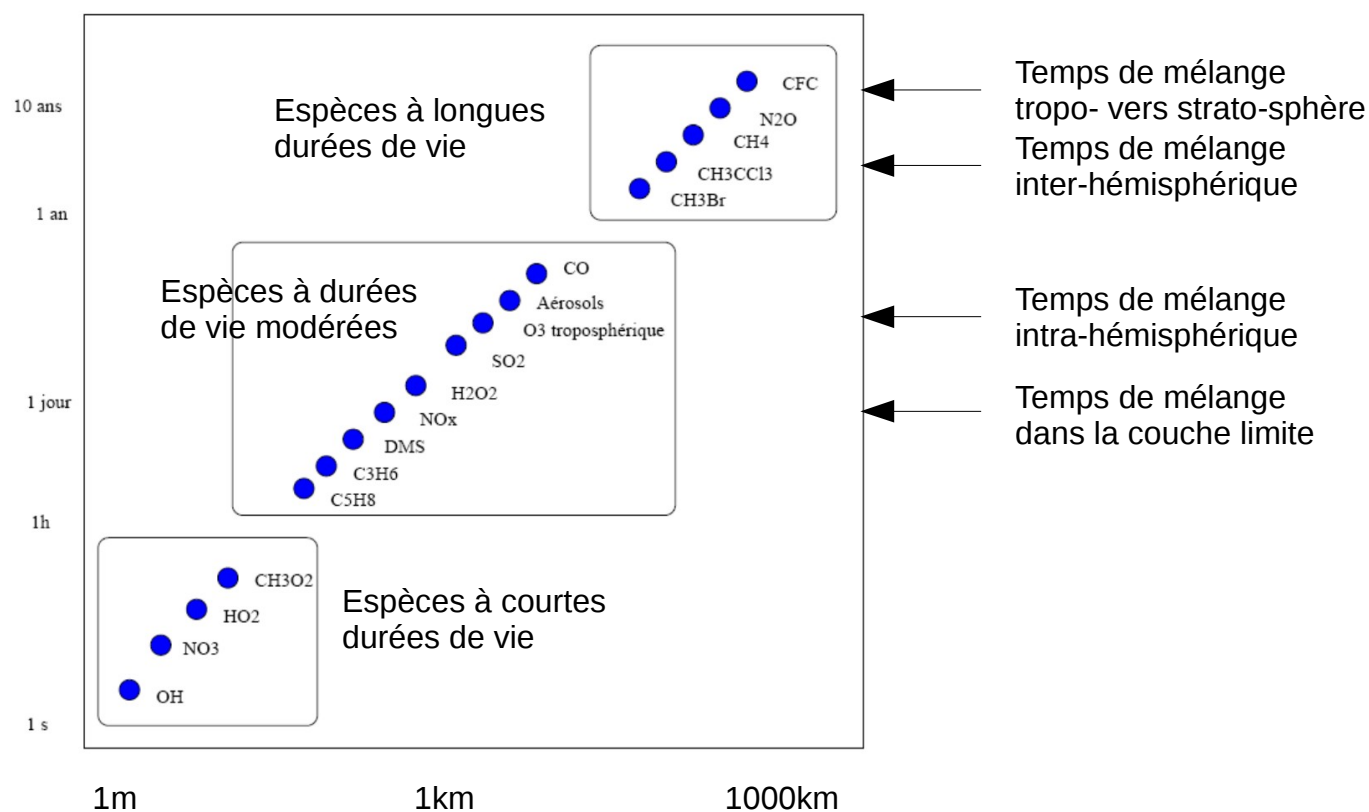 Temps de mélange
tropo- vers strato-sphère
10 ans
Espèces à longues
durées de vie
CFC
N2O
CH4
CH3CCl3
CH3Br
Temps de mélange
inter-hémisphérique
1 an
Espèces à durées
de vie modérées
CO
Aérosols
O3 troposphérique
SO2
H2O2
NOx
DMS
C3H6
C5H8
Temps de mélange
intra-hémisphérique
1 jour
Temps de mélange
dans la couche limite
1h
CH3O2
HO2
NO3
OH
Espèces à courtes
durées de vie
1 s
1m
1km
1000km